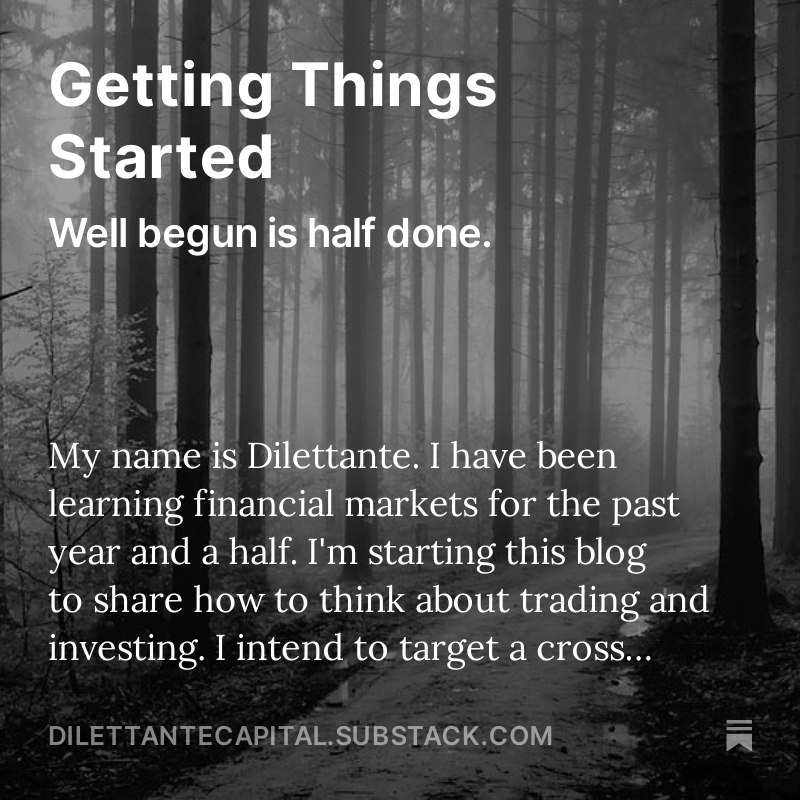 Getting Things
Started
Well begun is half done.
My name is Dilettante. I have been
learning financial markets for the past
year and a half. I'm starting this blog
to share how to think about trading and
investing. I intend to target a cross...
DILETTANTECAPITAL.SUBSTACK.COM